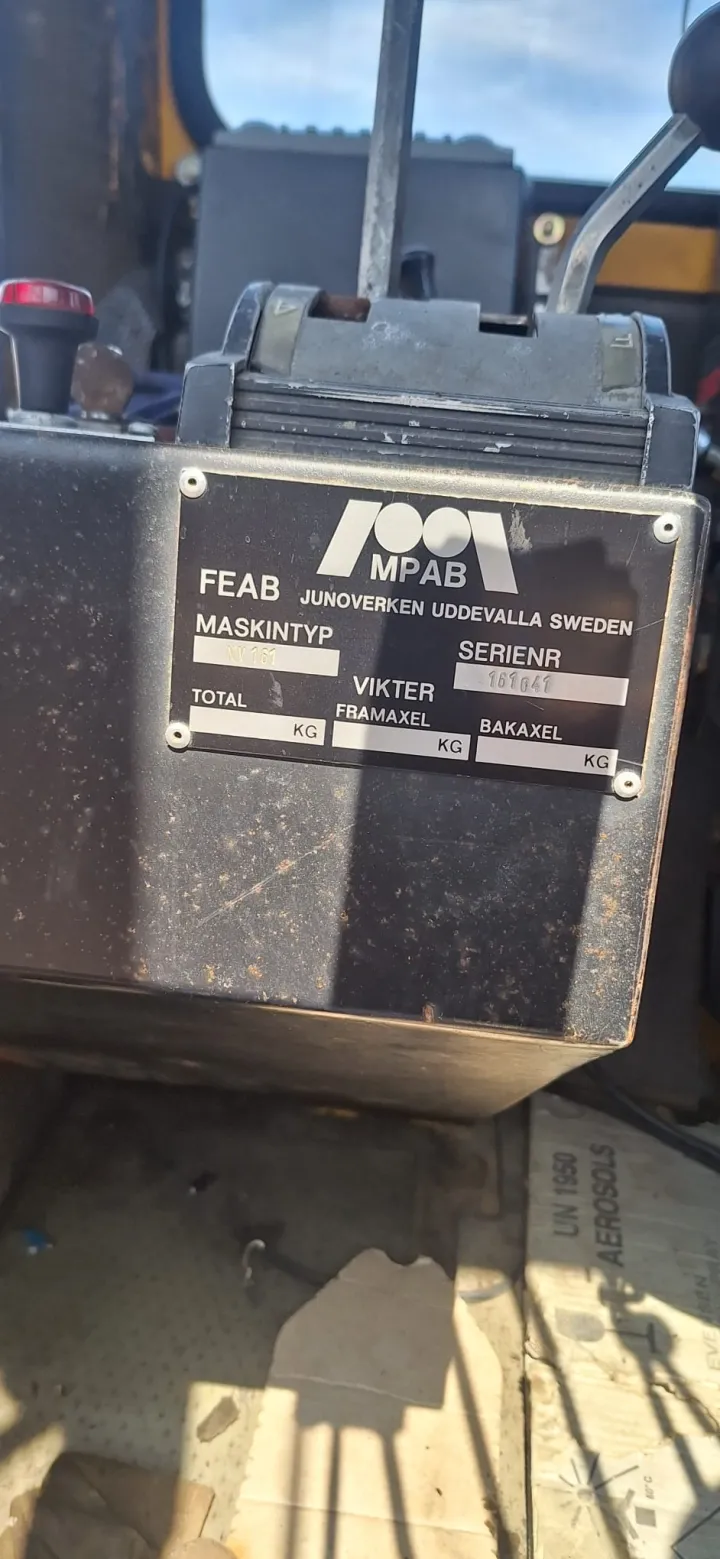 MPAB
FEAB JUNOVERKEN UDDEVALLA SWEDEN
MASKINTYP SERIENR
161041
VIKTER
TOTAL FRAMAXEL BAKAXEL
KG KG KG
UN 1950
AEROSOLS